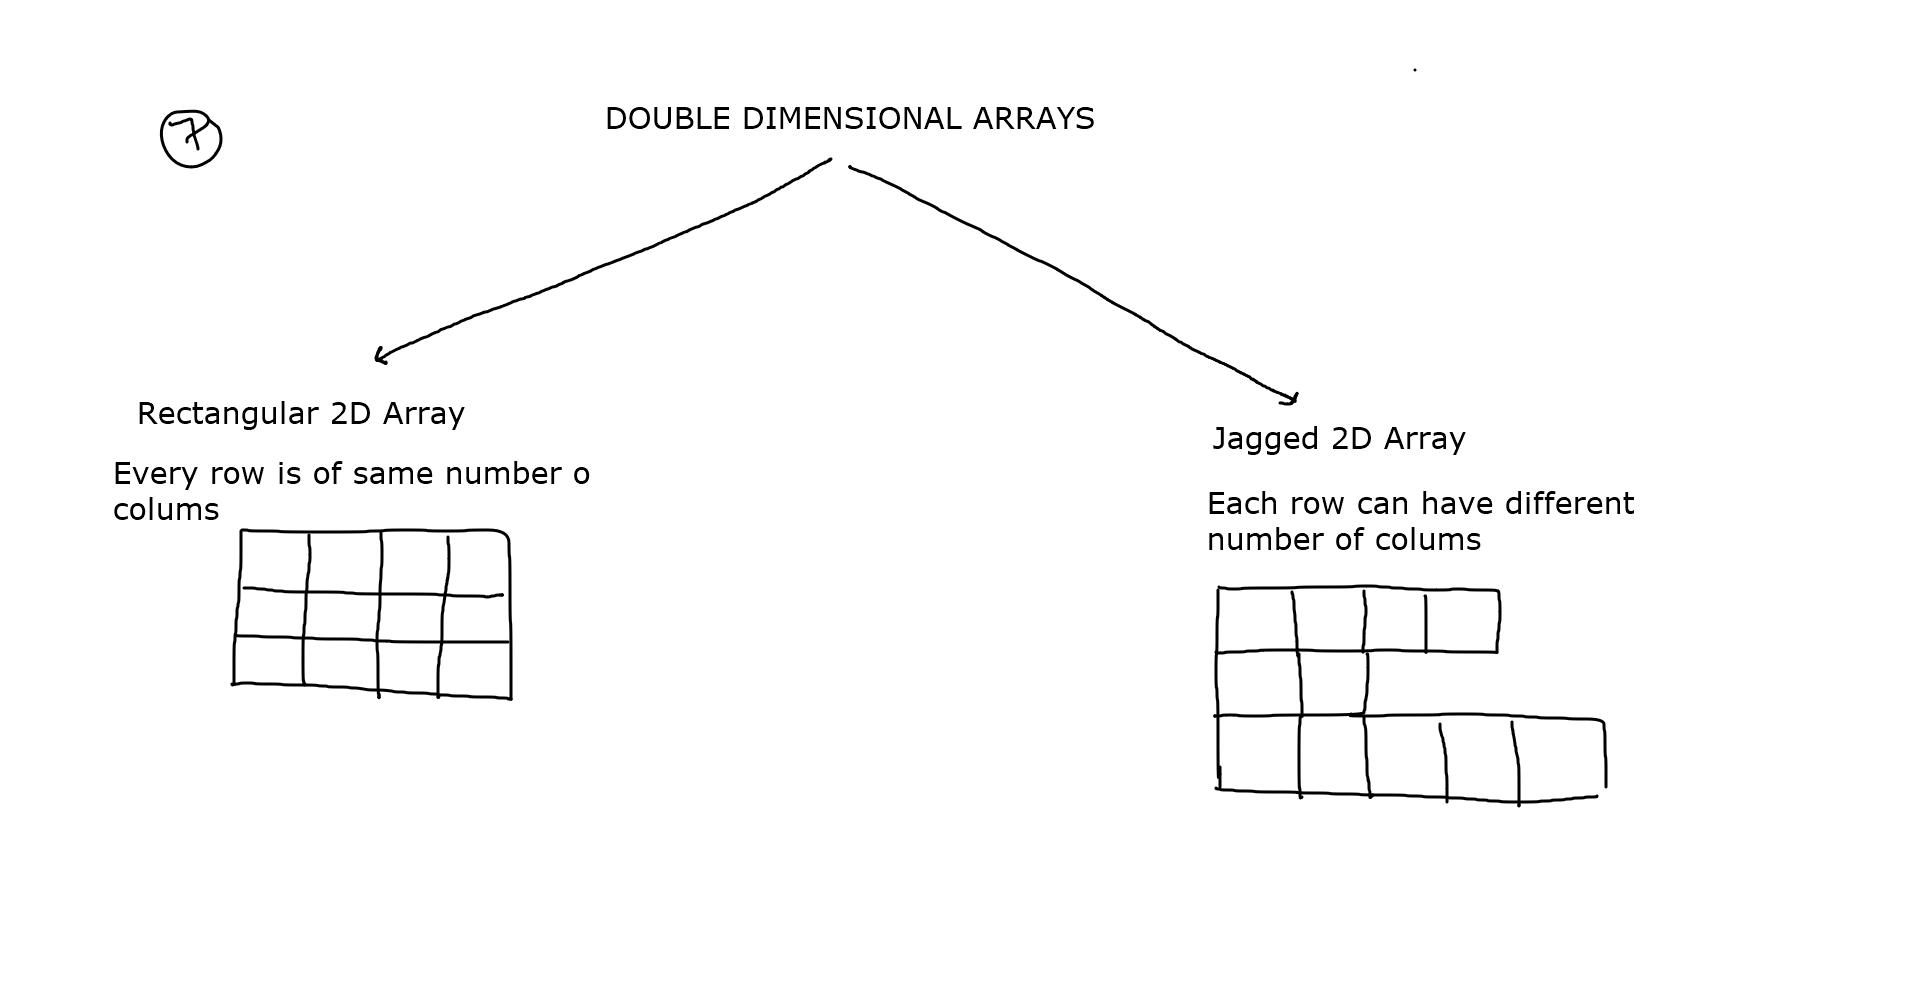 7
DOUBLE DIMENSIONAL ARRAYS
Rectangular 2D Array
Every row is of same number o
colums
Jagged 2D Array
Each row can have different
number of colums